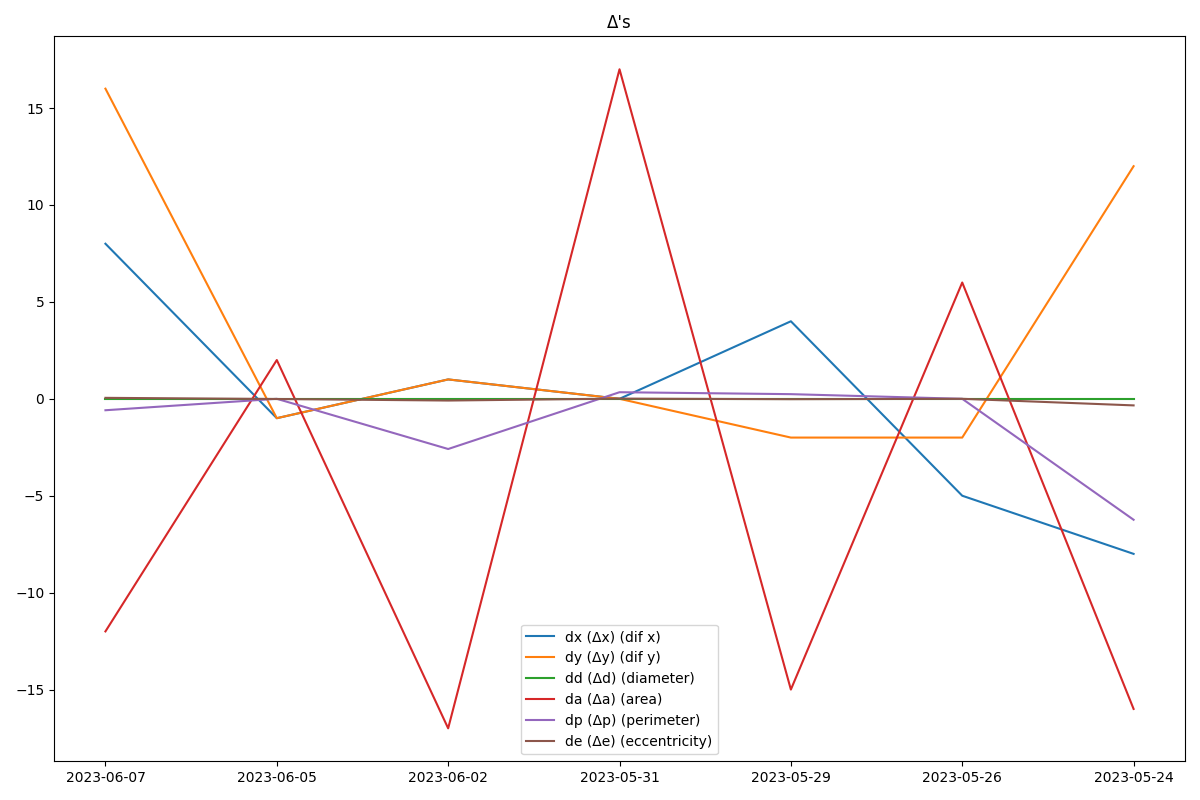 Δ's
15
10
5
0
−5
−10
−15
dx (Δx) (dif x)
dy (Δy) (dif y)
dd (Δd) (diameter)
da (Δa) (area)
dp (Δp) (perimeter)
de (Δe) (eccentricity)
2023-06-07 2023-06-05 2023-06-02 2023-05-31 2023-05-29 2023-05-26 2023-05-24